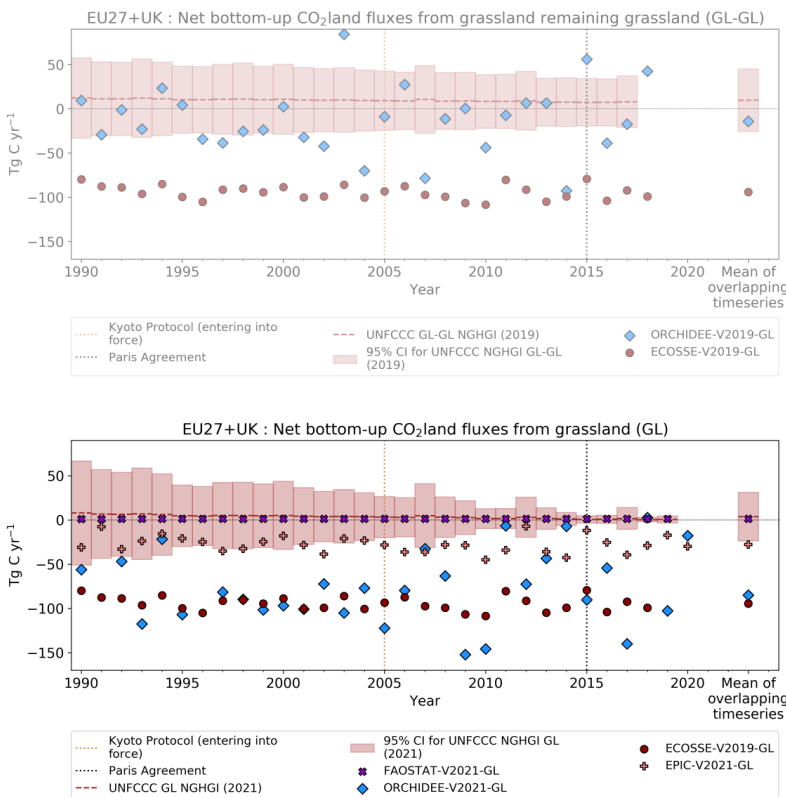 EU27+UK : Net bottom-up CO₂land fluxes from grassland remaining grassland (GL-GL)
50
0
−50
−100
−150
Tg C yr⁻¹
1990
1995
2000
2005
2010
2015
2020
Mean of
overlapping
timeseries
Year
Kyoto Protocol (entering into
force)
Paris Agreement
UNFCCC GL-GL NGHGI (2019)
95% CI for UNFCCC NGHGI GL-GL
(2019)
ORCHIDEE-V2019-GL
ECOSSE-V2019-GL
EU27+UK : Net bottom-up CO₂land fluxes from grassland (GL)
50
0
−50
−100
−150
Tg C yr⁻¹
1990
1995
2000
2005
2010
2015
2020
Mean of
overlapping
timeseries
Year
Kyoto Protocol (entering into
force)
Paris Agreement
UNFCCC GL NGHGI (2021)
95% CI for UNFCCC NGHGI GL
(2021)
FAOSTAT-V2021-GL
ORCHIDEE-V2021-GL
ECOSSE-V2019-GL
EPIC-V2021-GL